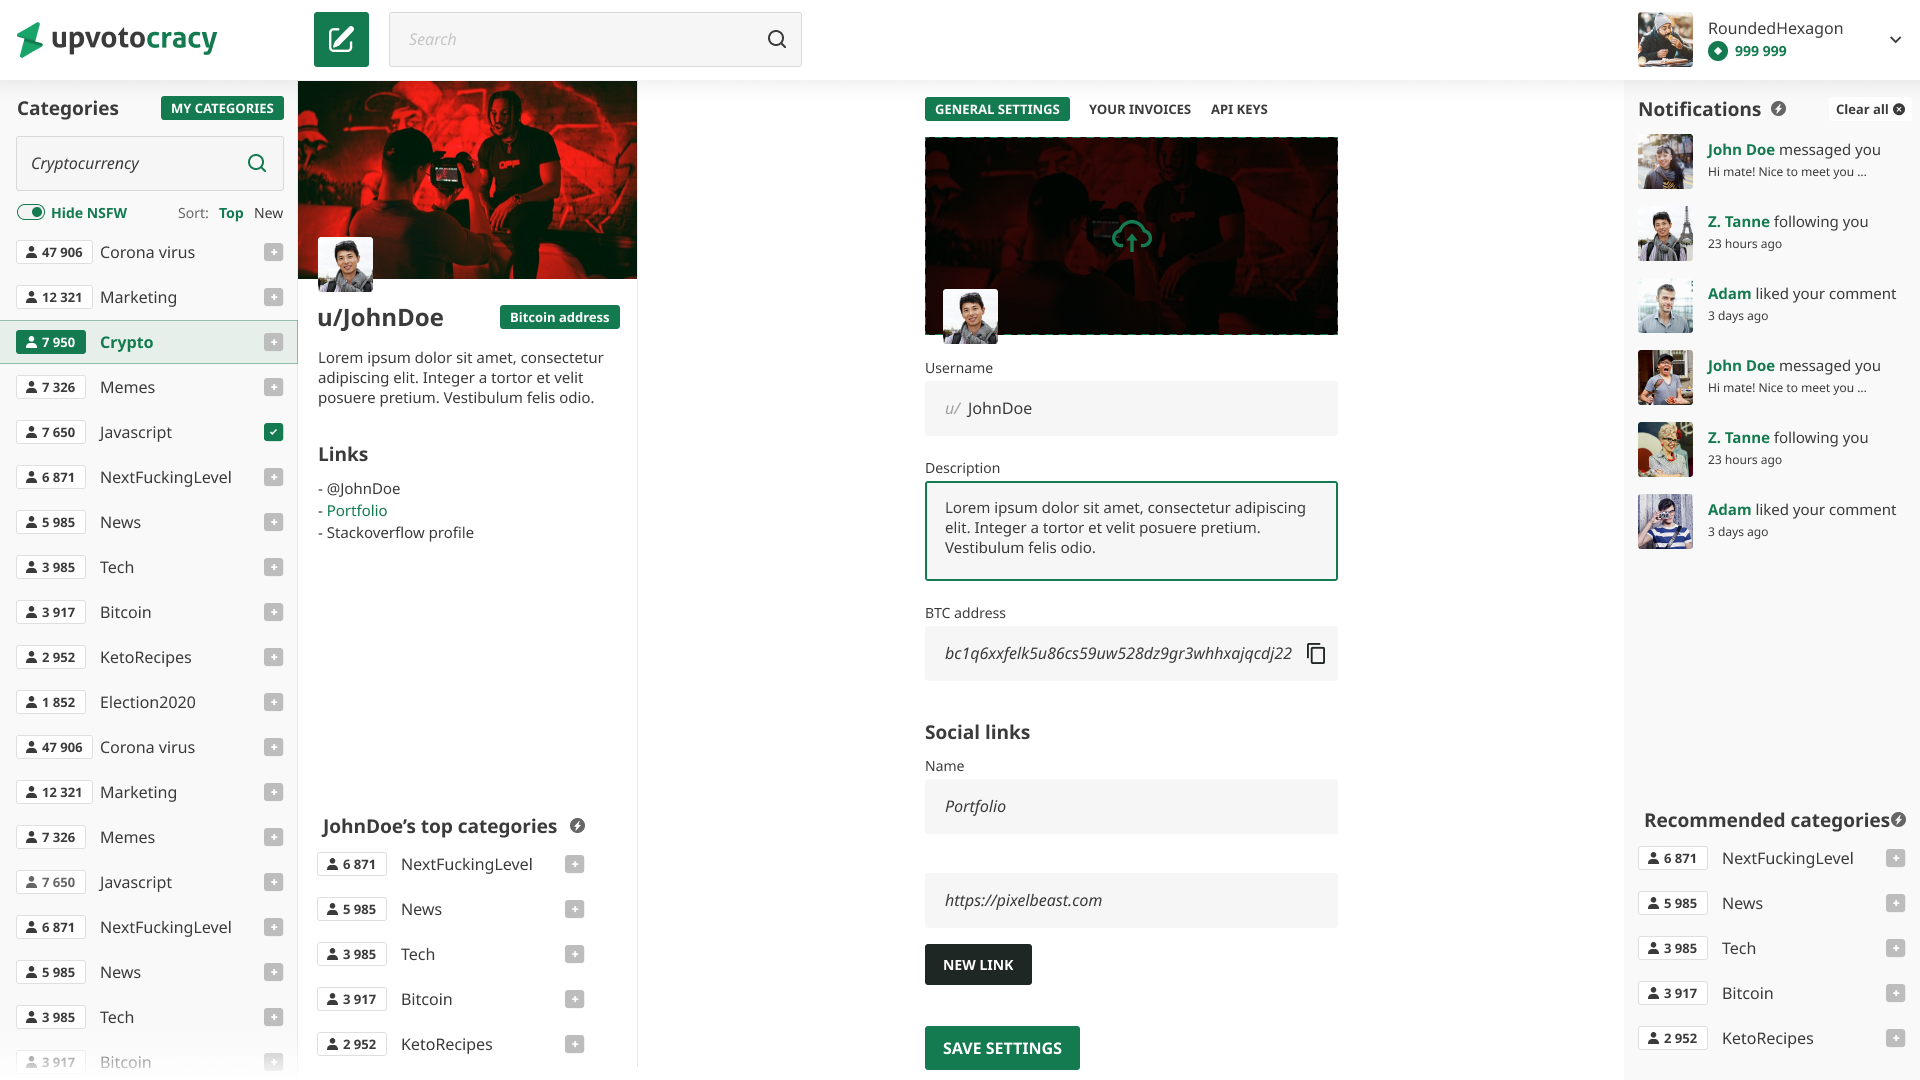 upvotocracy
Search
RoundedHexagon
999 999
Categories
MY CATEGORIES
Cryptocurrency
Hide NSFW
Sort: Top New
47 906 Corona virus
12 321 Marketing
7 950 Crypto
7 326 Memes
7 650 Javascript
6 871 NextFuckingLevel
5 985 News
3 985 Tech
3 917 Bitcoin
2 952 KetoRecipes
1 852 Election2020
47 906 Corona virus
12 321 Marketing
7 326 Memes
7 650 Javascript
6 871 NextFuckingLevel
5 985 News
3 985 Tech
3 917 Bitcoin
OFF
u/JohnDoe
Bitcoin address
Lorem ipsum dolor sit amet, consectetur
adipiscing elit. Integer a tortor et velit
posuere pretium. Vestibulum felis odio.
Links
- @JohnDoe
- Portfolio
- Stackoverflow profile
JohnDoe’s top categories
6 871 NextFuckingLevel
5 985 News
3 985 Tech
3 917 Bitcoin
2 952 KetoRecipes
GENERAL SETTINGS
YOUR INVOICES
API KEYS
Username
u/ JohnDoe
Description
Lorem ipsum dolor sit amet, consectetur adipiscing
elit. Integer a tortor et velit posuere pretium.
Vestibulum felis odio.
BTC address
bc1q6xxfelk5u86cs59uw528dz9gr3whhxajqcdj22
Social links
Name
Portfolio
https://pixelbeast.com
NEW LINK
SAVE SETTINGS
Notifications
Clear all
John Doe messaged you
Hi mate! Nice to meet you ...
Z. Tanne following you
23 hours ago
Adam liked your comment
3 days ago
John Doe messaged you
Hi mate! Nice to meet you ...
Z. Tanne following you
23 hours ago
Adam liked your comment
3 days ago
Recommended categories
6 871 NextFuckingLevel
5 985 News
3 985 Tech
3 917 Bitcoin
2 952 KetoRecipes